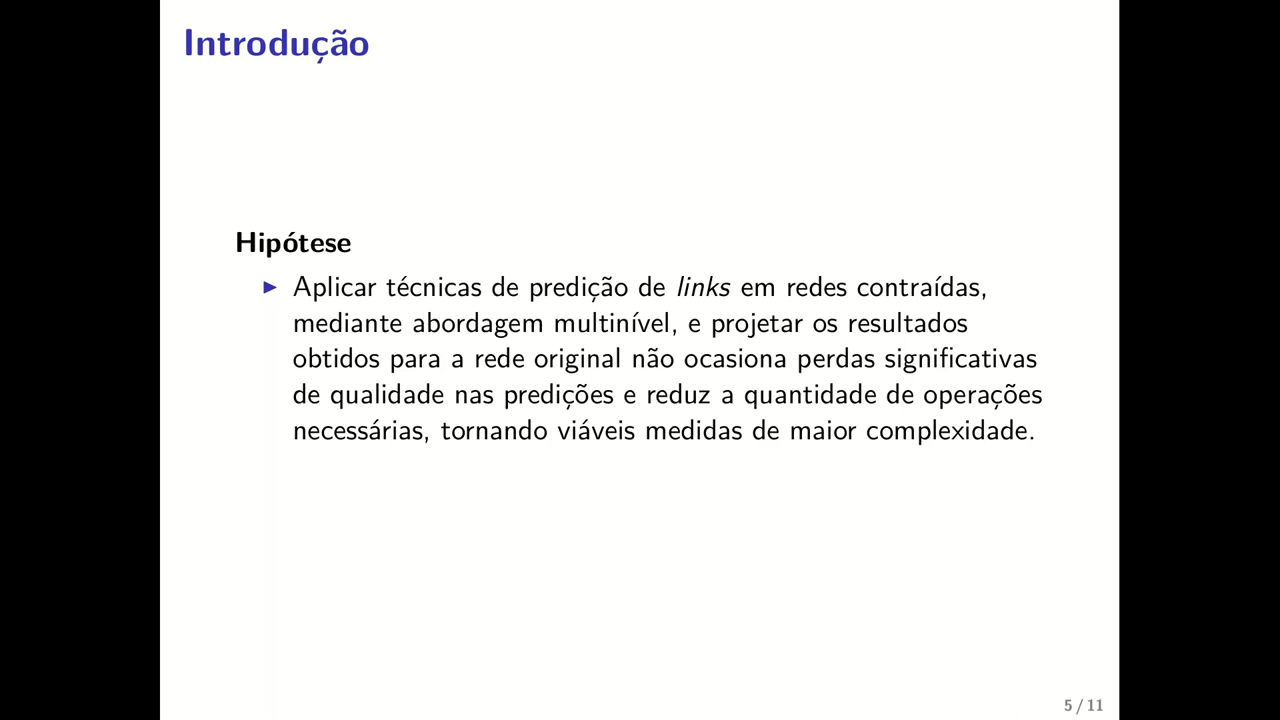 Introdução
Hipótese
▶ Aplicar técnicas de predição de links em redes contraídas,
mediante abordagem multinível, e projetar os resultados
obtidos para a rede original não ocasiona perdas significativas
de qualidade nas predições e reduz a quantidade de operações
necessárias, tornando viáveis medidas de maior complexidade.
5 / 11